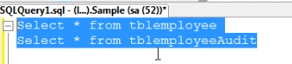 SQLQuery1.sql - (l...).Sample (sa (52))*
Select * from tblemployee
Select * from tblemployeeAudit